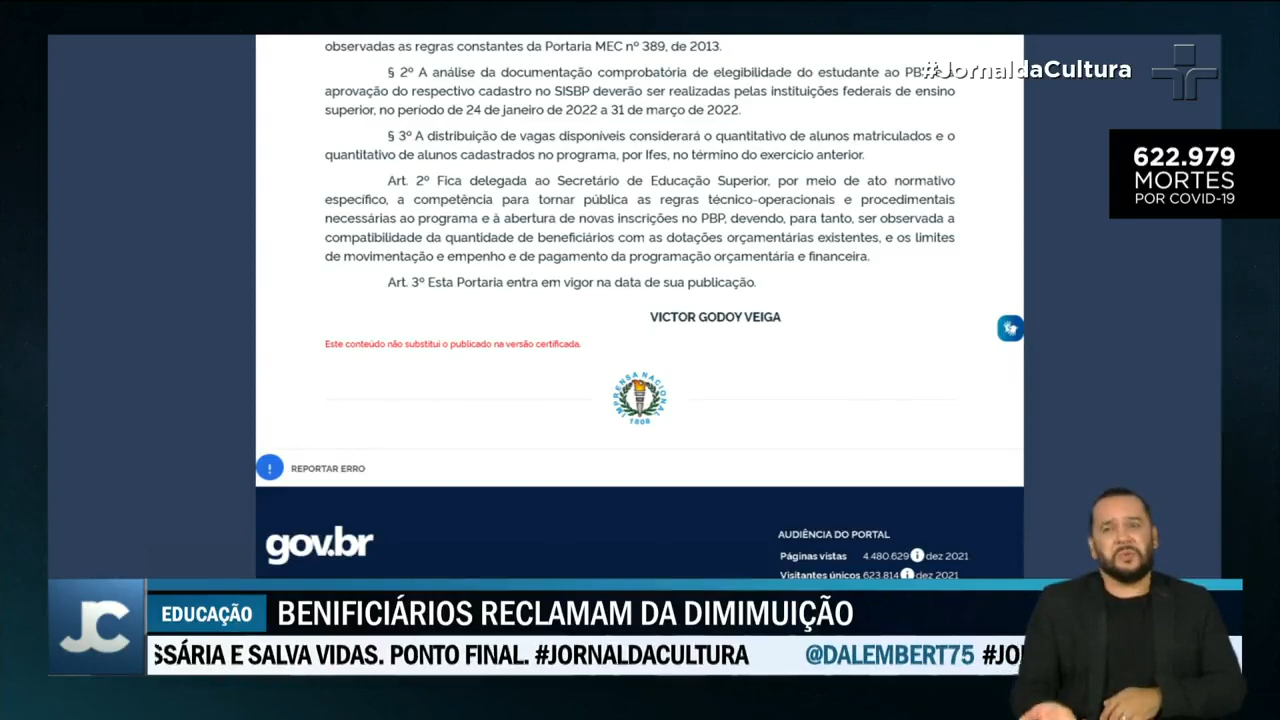 observadas as regras constantes da Portaria MEC nº 389, de 2013.
§ 2º A análise da documentação comprobatória de elegibilidade do estudante ao
#JornaldaCultura
aprovação do respectivo cadastro no SISBP deverão ser realizadas pelas instituições federais de ensino
superior, no período de 24 de janeiro de 2022 a 31 de março de 2022.
§ 3º A distribuição de vagas disponíveis considerará o quantitativo de alunos matriculados e o
quantitativo de alunos cadastrados no programa, por Ifes, no término do exercício anterior.
Art. 2º Fica delegada ao Secretário de Educação Superior, por meio de ato normativo
específico, a competência para tornar pública as regras técnico-operacionais e procedimentais
necessárias ao programa e à abertura de novas inscrições no PBP, devendo, para tanto, ser observada a
compatibilidade da quantidade de beneficiários com as dotações orçamentárias existentes, e os limites
de movimentação e empenho e de pagamento da programação orçamentária e financeira.
Art. 3º Esta Portaria entra em vigor na data de sua publicação.
VICTOR GODOY VEIGA
Este conteúdo não substitui o publicado na versão certificada.
622.979
MORTES
POR COVID-19
IMPRENSA NACIONAL
1808
! REPORTAR ERRO
gov.br
AUDIÊNCIA DO PORTAL
Páginas vistas 4.480.629 i dez 2021
Visitantes únicos 623.814 i dez 2021
JC
EDUCAÇÃO BENIFICIÁRIOS RECLAMAM DA DIMIMUIÇÃO
SSÁRIA E SALVA VIDAS. PONTO FINAL. #JORNALDACULTURA @DALEMBERT75 #JO